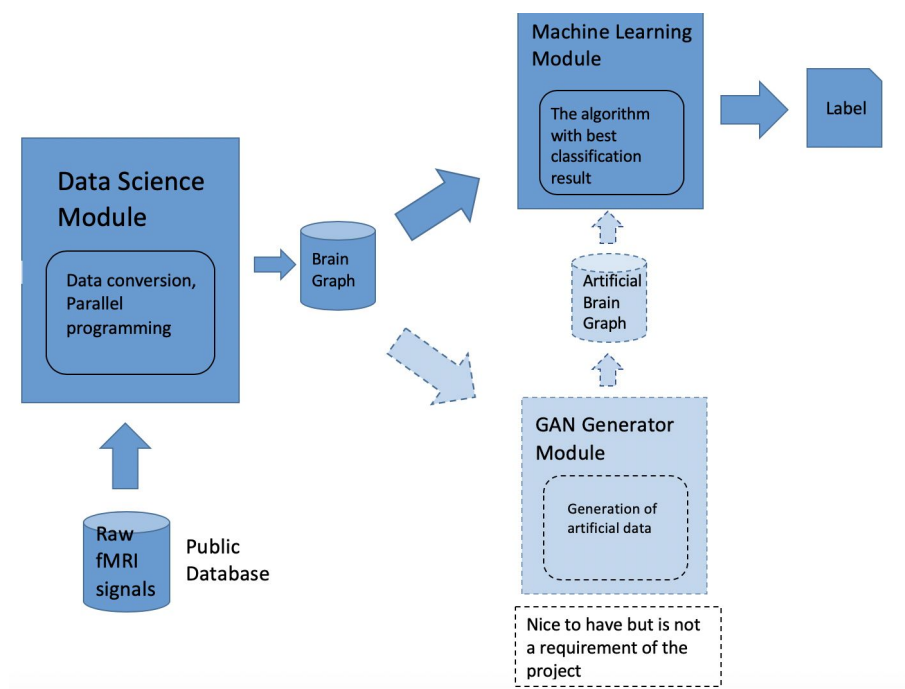 Machine Learning
Module
The algorithm
with best
classification
result
Label
Data Science
Module
Data conversion,
Parallel
programming
Brain
Graph
Artificial
Brain
Graph
GAN Generator
Module
Generation of
artificial data
Raw
fMRI
signals
Public
Database
Nice to have but is not
a requirement of the
project